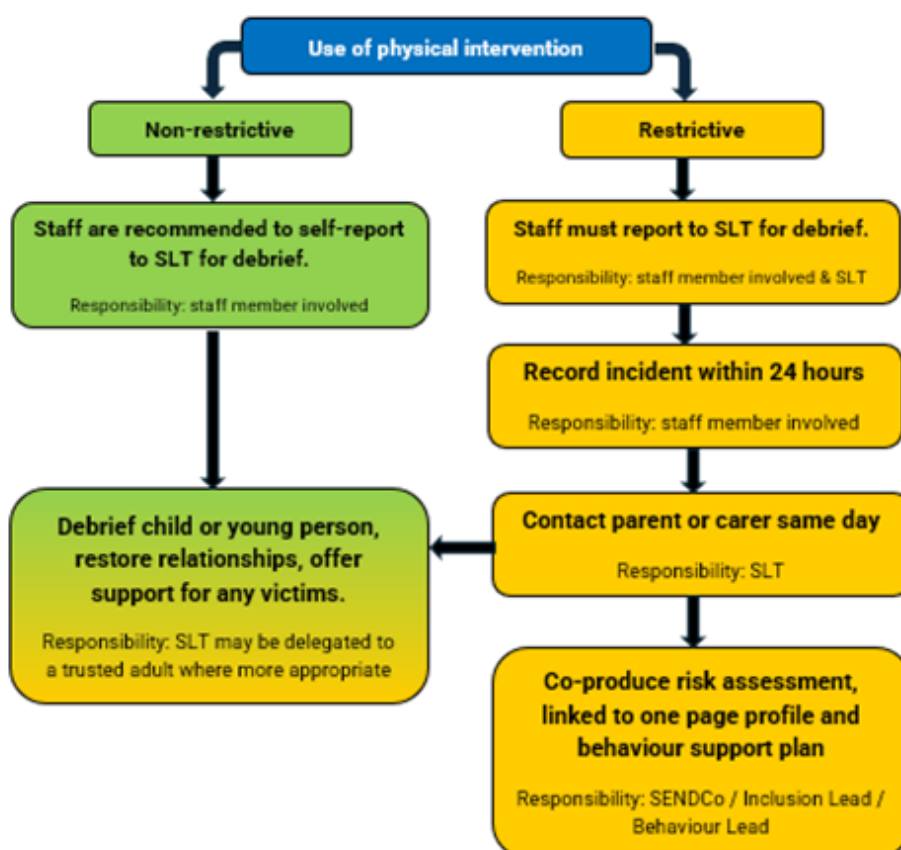 Use of physical intervention
Non-restrictive
Restrictive
Staff are recommended to self-report
to SLT for debrief.
Responsibility: staff member involved
Staff must report to SLT for debrief.
Responsibility: staff member involved & SLT
Record incident within 24 hours
Responsibility: staff member involved
Debrief child or young person,
restore relationships, offer
support for any victims.
Responsibility: SLT may be delegated to
a trusted adult where more appropriate
Contact parent or carer same day
Responsibility: SLT
Co-produce risk assessment,
linked to one page profile and
behaviour support plan
Responsibility: SENDCo / Inclusion Lead /
Behaviour Lead